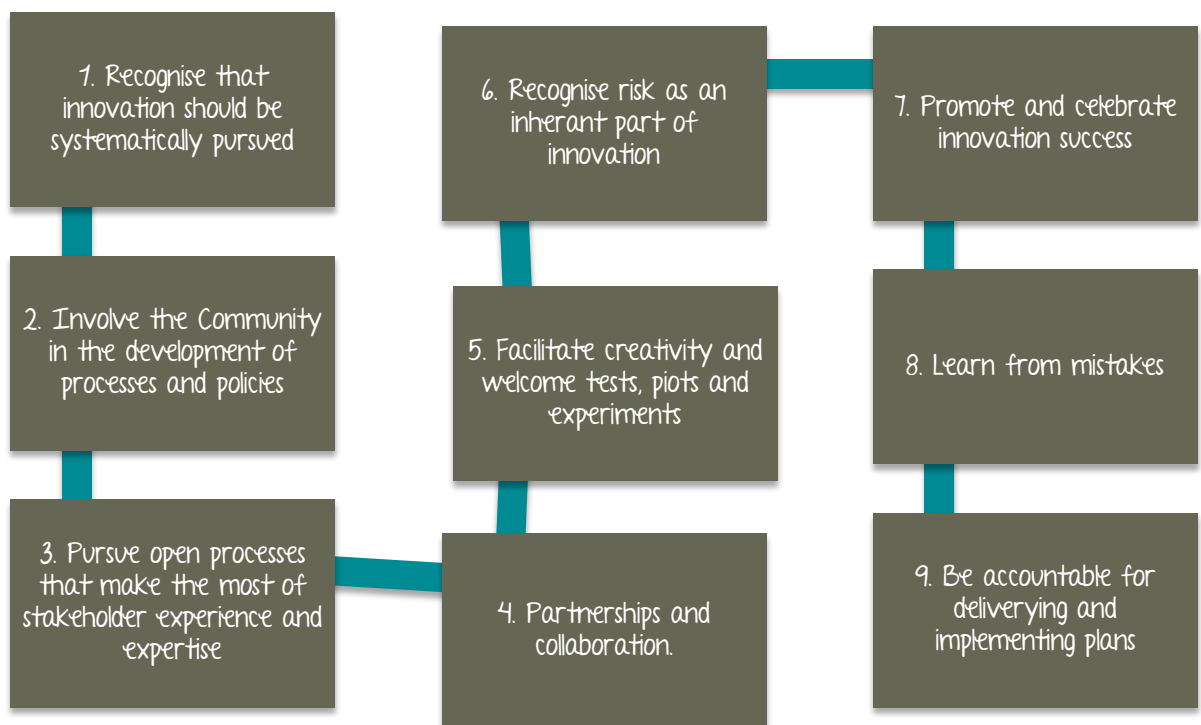 1. Recognise that
innovation should be
systematically pursued
2. Involve the Community
in the development of
processes and policies
3. Pursue open processes
that make the most of
stakeholder experience and
expertise
4. Partnerships and
collaboration.
5. Facilitate creativity and
welcome tests, piots and
experiments
6. Recognise risk as an
inherant part of
innovation
7. Promote and celebrate
innovation success
8. Learn from mistakes
9. Be accountable for
deliverying and
implementing plans